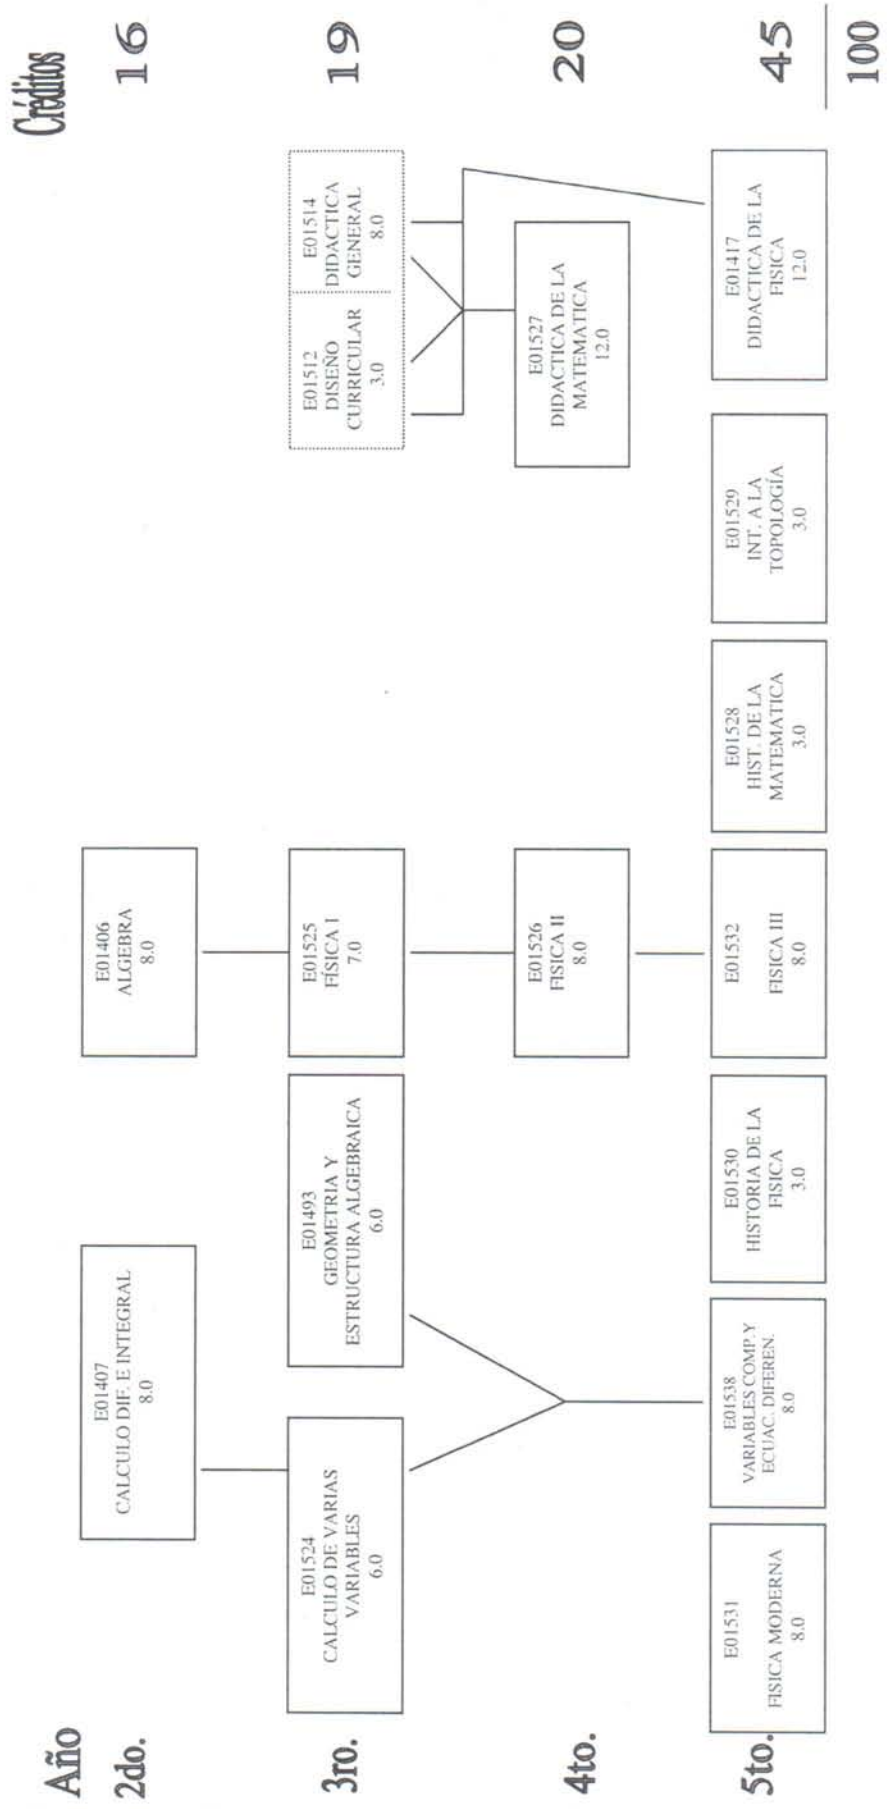 Año
Créditos
2do.
E01407
CALCULO DIF. E INTEGRAL
8.0
E01406
ALGEBRA
8.0
16
3ro.
E01524
CALCULO DE VARIAS
VARIABLES
6.0
E01493
GEOMETRIA Y
ESTRUCTURA ALGEBRAICA
6.0
E01525
FÍSICA I
7.0
E01512
DISEÑO
CURRICULAR
3.0
E01514
DIDACTICA
GENERAL
8.0
19
4to.
E01526
FISICA II
8.0
E01527
DIDACTICA DE LA
MATEMATICA
12.0
20
5to.
E01531
FISICA MODERNA
8.0
E01538
VARIABLES COMP.Y
ECUAC. DIFEREN.
8.0
E01530
HISTORIA DE LA
FISICA
3.0
E01532
FISICA III
8.0
E01528
HIST. DE LA
MATEMATICA
3.0
E01529
INT. A LA
TOPOLOGÍA
3.0
E01417
DIDACTICA DE LA
FISICA
12.0
45
100